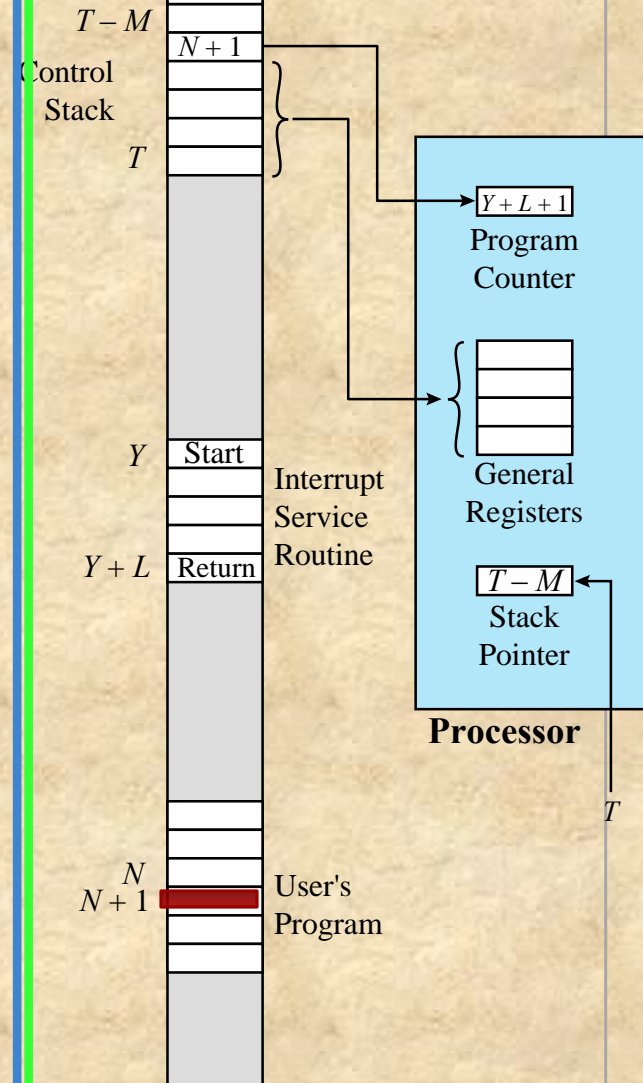 T – M
N + 1
Control
Stack
T
Y + L + 1
Program
Counter
Y
Start
Interrupt
Service
Routine
General
Registers
Y + L
Return
T – M
Stack
Pointer
Processor
T
N
N + 1
User's
Program